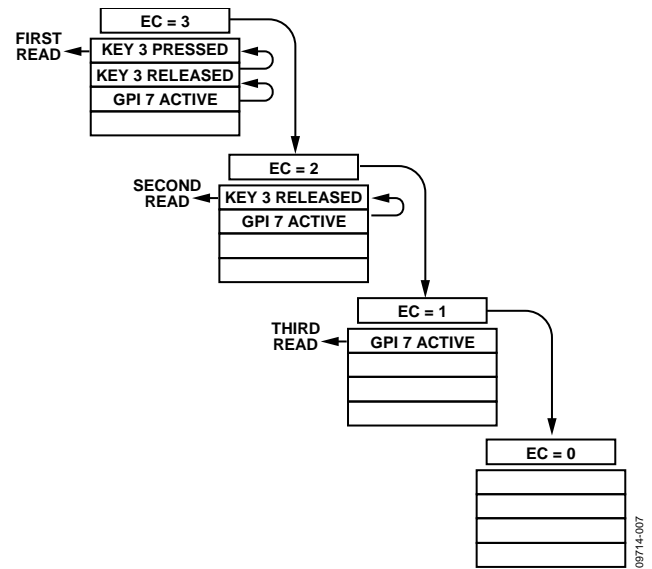 EC = 3
FIRST
READ
KEY 3 PRESSED
KEY 3 RELEASED
GPI 7 ACTIVE
EC = 2
SECOND
READ
KEY 3 RELEASED
GPI 7 ACTIVE
EC = 1
THIRD
READ
GPI 7 ACTIVE
EC = 0
09714-007